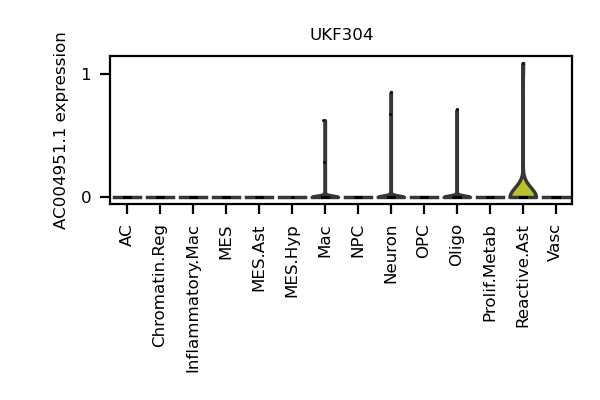 UKF304
AC004951.1 expression
1
0
AC
Chromatin.Reg
Inflammatory.Mac
MES
MES.Ast
MES.Hyp
Mac
NPC
Neuron
OPC
Oligo
Prolif.Metab
Reactive.Ast
Vasc